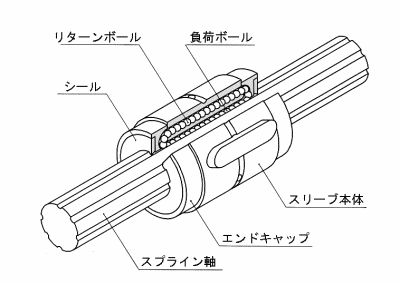 リターンボール
負荷ボール
シール
スリーブ本体
エンドキャップ
スプライン軸